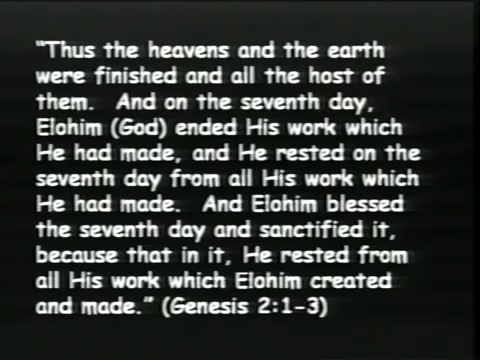 "Thus the heavens and the earth
were finished and all the host of
them. And on the seventh day,
Elohim (God) ended His work which
He had made, and He rested on the
seventh day from all His work which
He had made. And Elohim blessed
the seventh day and sanctified it,
because that in it, He rested from
all His work which Elohim created
and made." (Genesis 2:1-3)